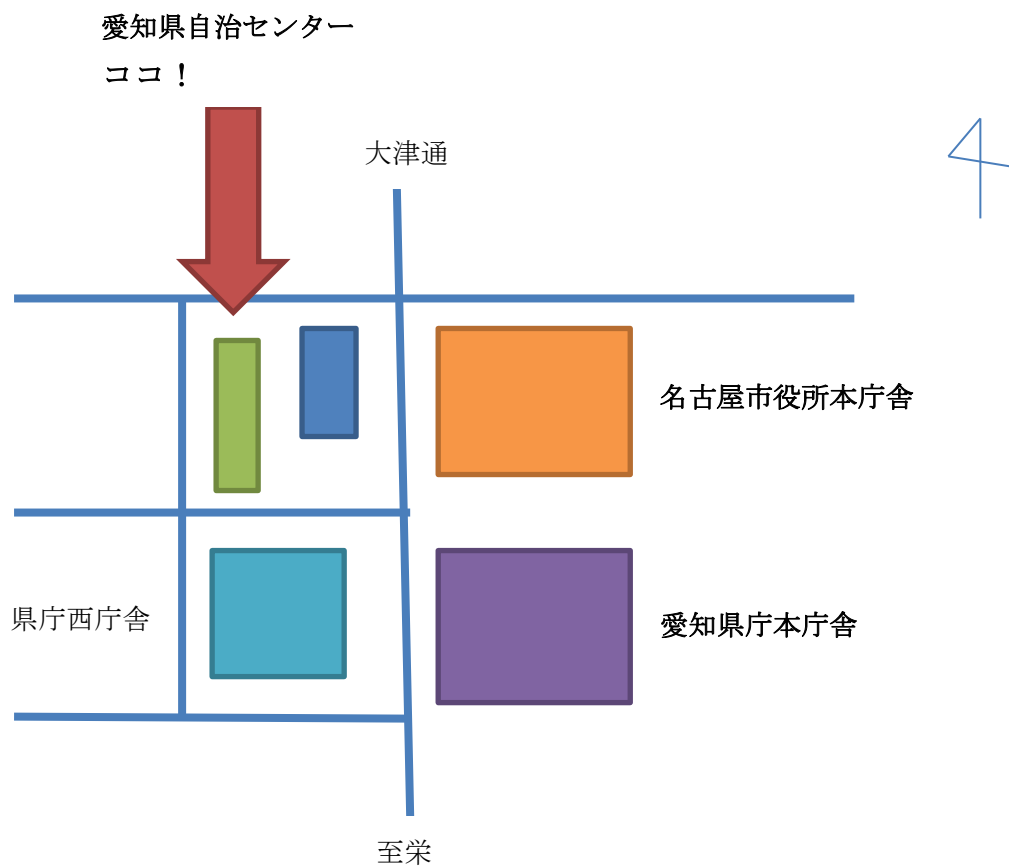 愛知県自治センター
ココ！
大津通
名古屋市役所本庁舎
県庁西庁舎
愛知県庁本庁舎
至栄